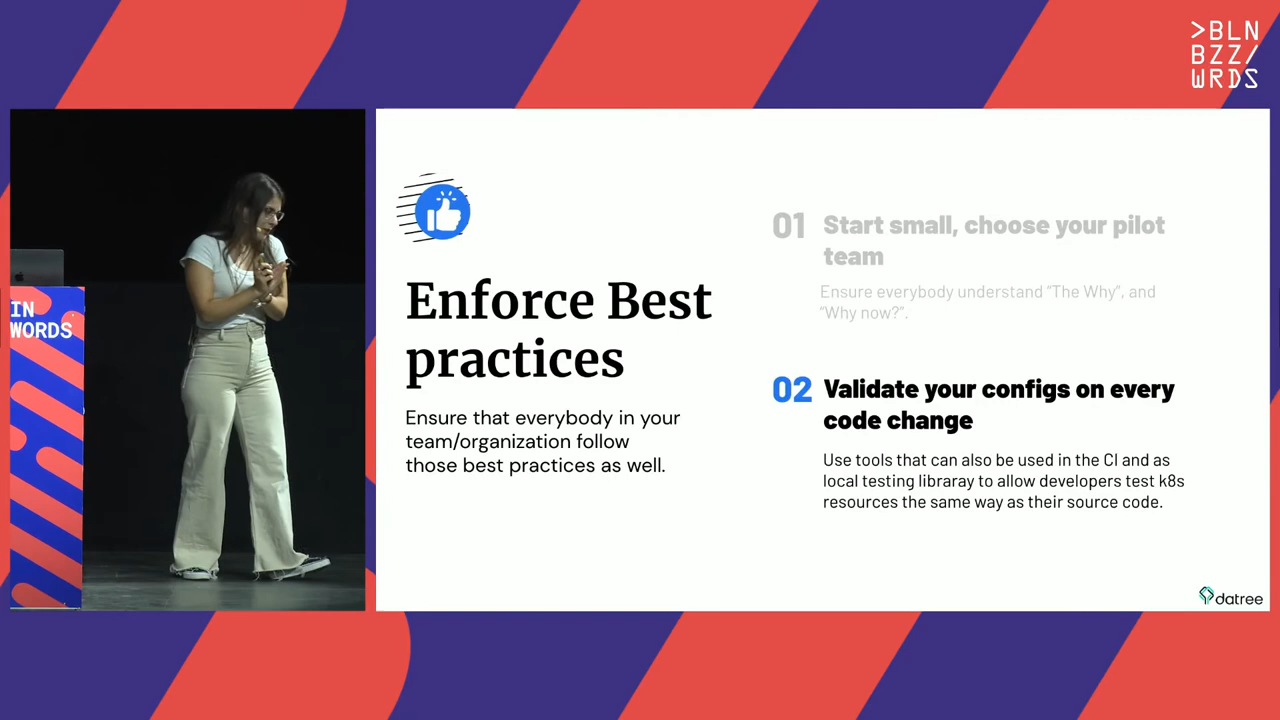 >BLN
BZZ/
WRDS
IN
WORDS
Enforce Best
practices
Ensure that everybody in your
team/organization follow
those best practices as well.
01 Start small, choose your pilot
team
Ensure everybody understand “The Why”, and
“Why now?”.
02 Validate your configs on every
code change
Use tools that can also be used in the CI and as
local testing libraray to allow developers test k8s
resources the same way as their source code.
datree